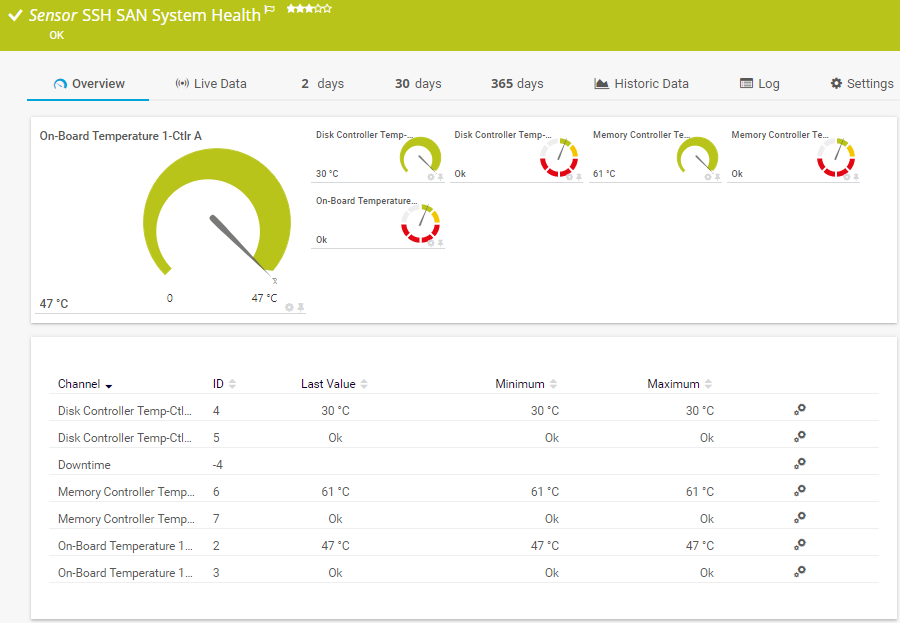 Sensor SSH SAN System Health
OK
Overview
Live Data
2 days
30 days
365 days
Historic Data
Log
Settings
On-Board Temperature 1-Ctlr A
0
47 °C
x̄
47 °C
Disk Controller Temp-...
30 °C
Disk Controller Temp-...
Ok
Memory Controller Te...
61 °C
Memory Controller Te...
Ok
On-Board Temperature...
Ok
Channel ID Last Value Minimum Maximum
Disk Controller Temp-Ctl... 4 30 °C 30 °C 30 °C
Disk Controller Temp-Ctl... 5 Ok Ok Ok
Downtime -4
Memory Controller Temp... 6 61 °C 61 °C 61 °C
Memory Controller Temp... 7 Ok Ok Ok
On-Board Temperature 1... 2 47 °C 47 °C 47 °C
On-Board Temperature 1... 3 Ok Ok Ok